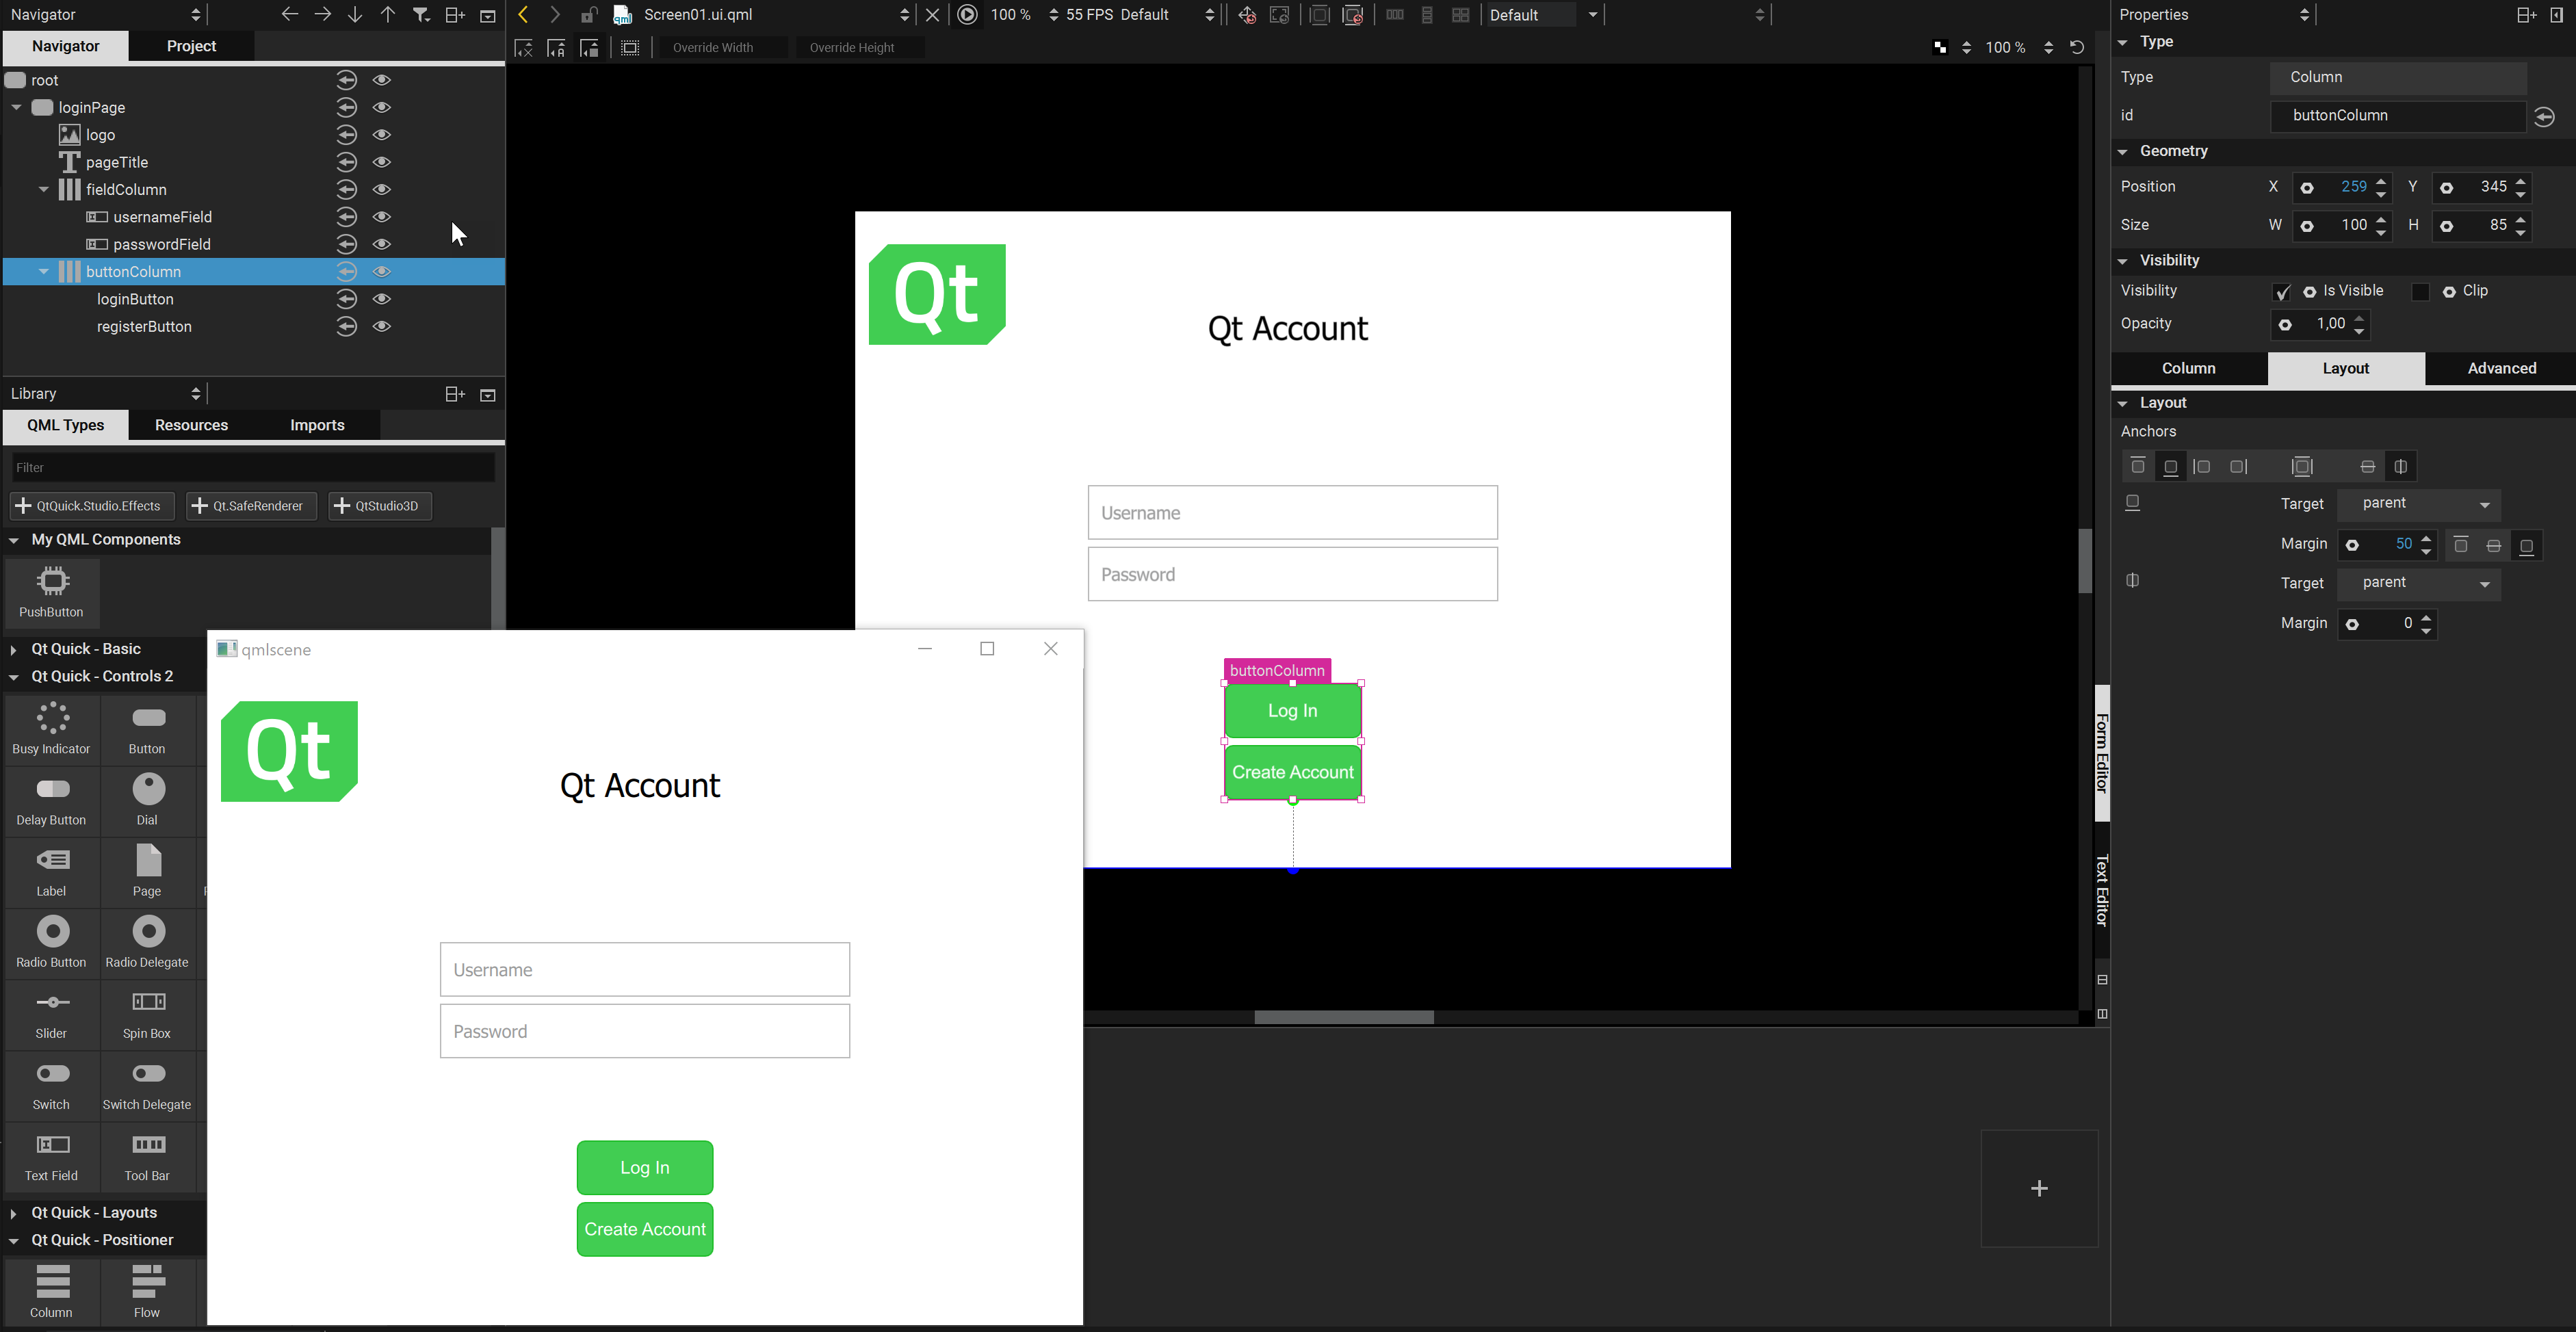 Navigator
Navigator
Project
root
loginPage
logo
pageTitle
fieldColumn
usernameField
passwordField
buttonColumn
loginButton
registerButton
Library
QML Types
Resources
Imports
Filter
QtQuick.Studio.Effects
Qt.SafeRenderer
QtStudio3D
My QML Components
PushButton
Qt Quick - Basic
Qt Quick - Controls 2
Busy Indicator
Button
Delay Button
Dial
Label
Page
Radio Button
Radio Delegate
Slider
Spin Box
Switch
Switch Delegate
Text Field
Tool Bar
Qt Quick - Layouts
Qt Quick - Positioner
Column
Flow
qml
Screen01.ui.qml
100 %
55 FPS
Default
Default
Override Width
Override Height
100 %
Qt
Qt Account
Username
Password
buttonColumn
Log In
Create Account
qmlscene
Qt
Qt Account
Username
Password
Log In
Create Account
Form Editor
Text Editor
Properties
Type
Type
Column
id
buttonColumn
Geometry
Position
X
259
Y
345
Size
W
100
H
85
Visibility
Visibility
Is Visible
Clip
Opacity
1,00
Column
Layout
Advanced
Layout
Anchors
Target
parent
Margin
50
Target
parent
Margin
0